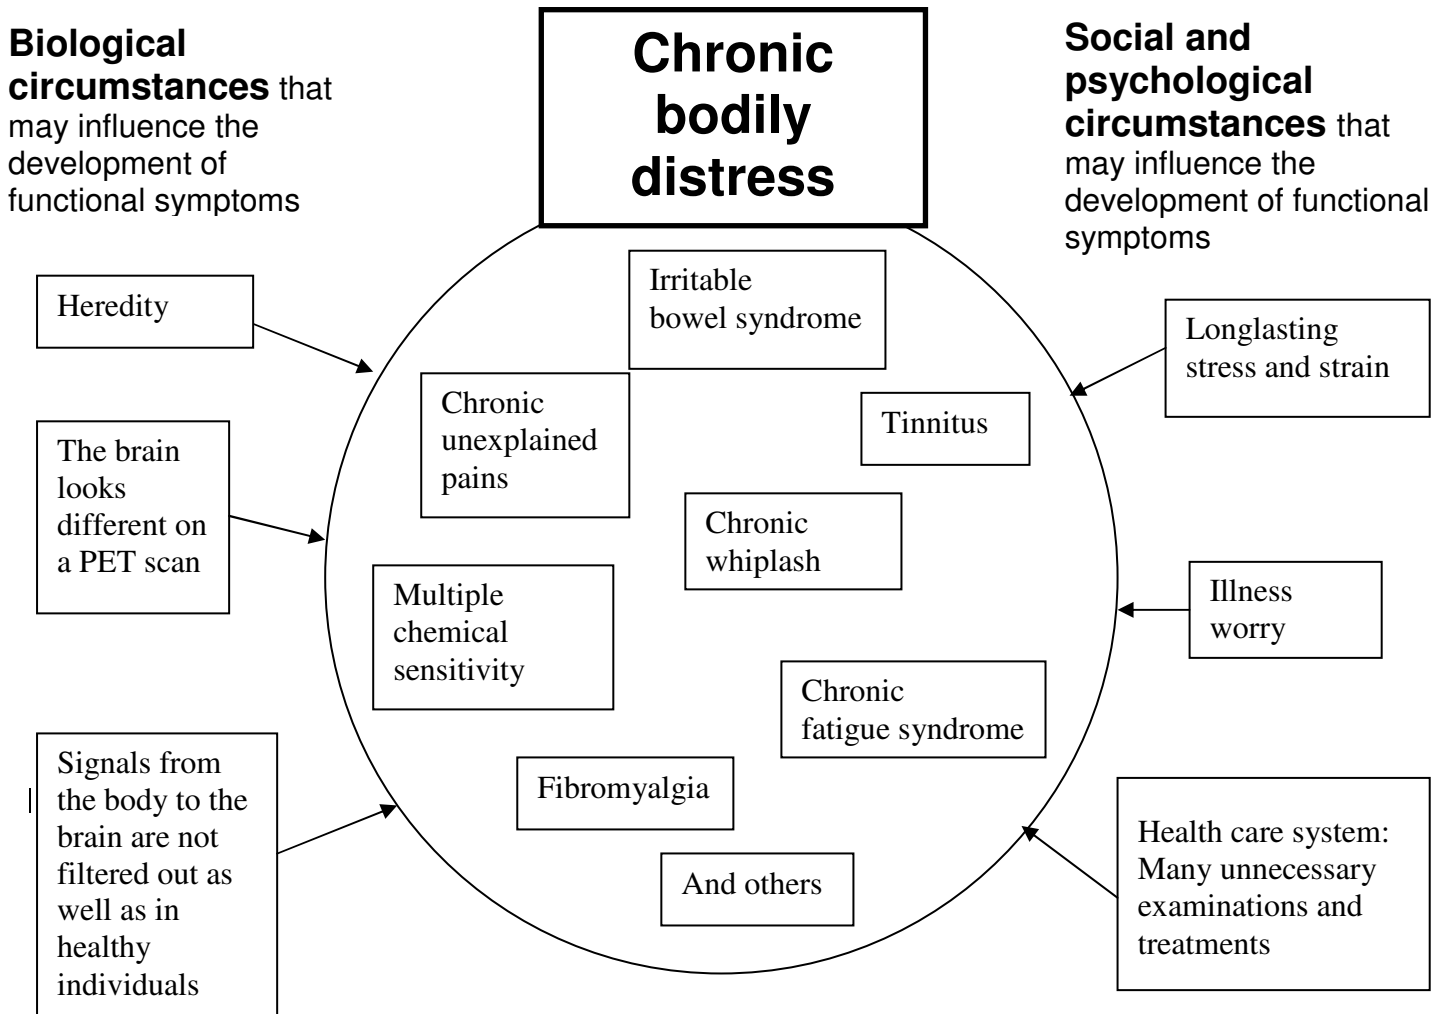 Biological
circumstances that
may influence the
development of
functional symptoms
Chronic
bodily
distress
Social and
psychological
circumstances that
may influence the
development of functional
symptoms
Heredity
The brain
looks
different on
a PET scan
Signals from
the body to the
brain are not
filtered out as
well as in
healthy
individuals
Irritable
bowel syndrome
Chronic
unexplained
pains
Tinnitus
Chronic
whiplash
Multiple
chemical
sensitivity
Chronic
fatigue syndrome
Fibromyalgia
And others
Longlasting
stress and strain
Illness
worry
Health care system:
Many unnecessary
examinations and
treatments